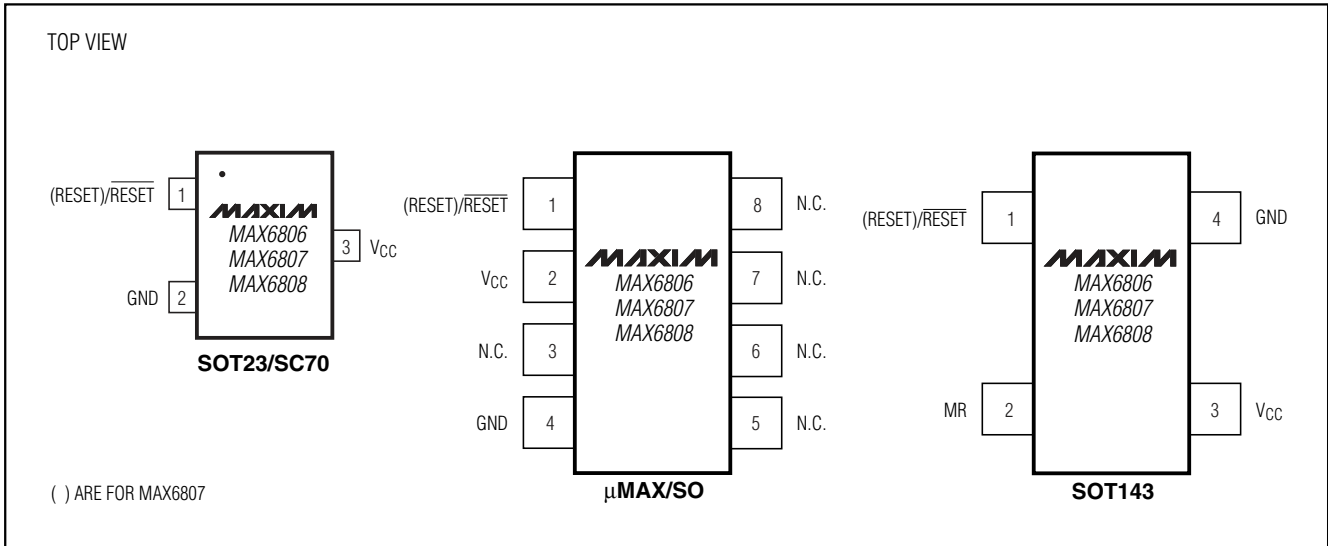 TOP VIEW
(RESET)/RESET 1
GND 2
3 VCC
MAXIM
MAX6806
MAX6807
MAX6808
SOT23/SC70
(RESET)/RESET 1
VCC 2
N.C. 3
GND 4
8 N.C.
7 N.C.
6 N.C.
5 N.C.
MAXIM
MAX6806
MAX6807
MAX6808
µMAX/SO
(RESET)/RESET 1
MR 2
4 GND
3 VCC
MAXIM
MAX6806
MAX6807
MAX6808
SOT143
( ) ARE FOR MAX6807